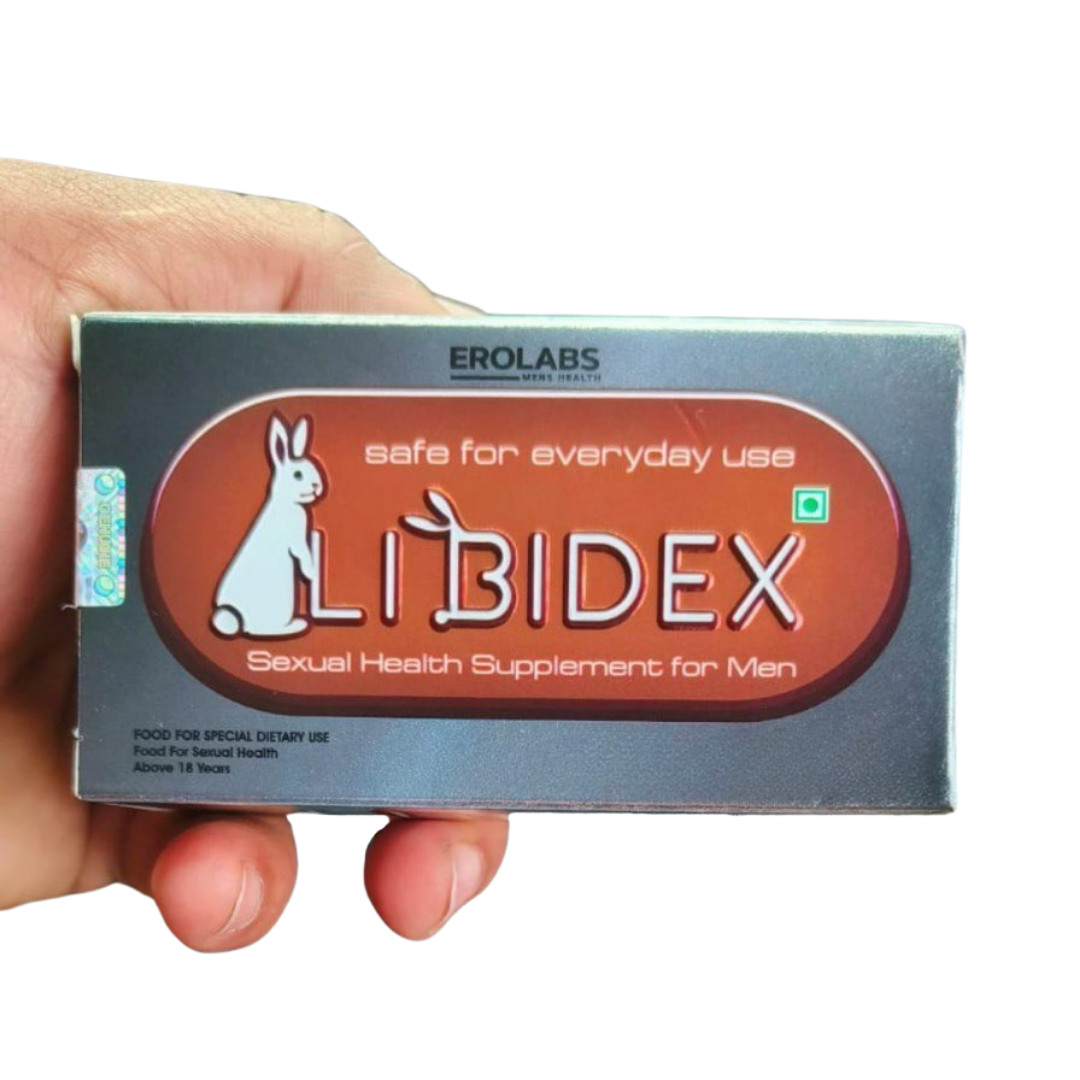 EROLABS
MENS HEALTH
safe for everyday use
LIBIDEX
Sexual Health Supplement for Men
GENUINE
FOOD FOR SPECIAL DIETARY USE
Food For Sexual Health
Above 18 Years